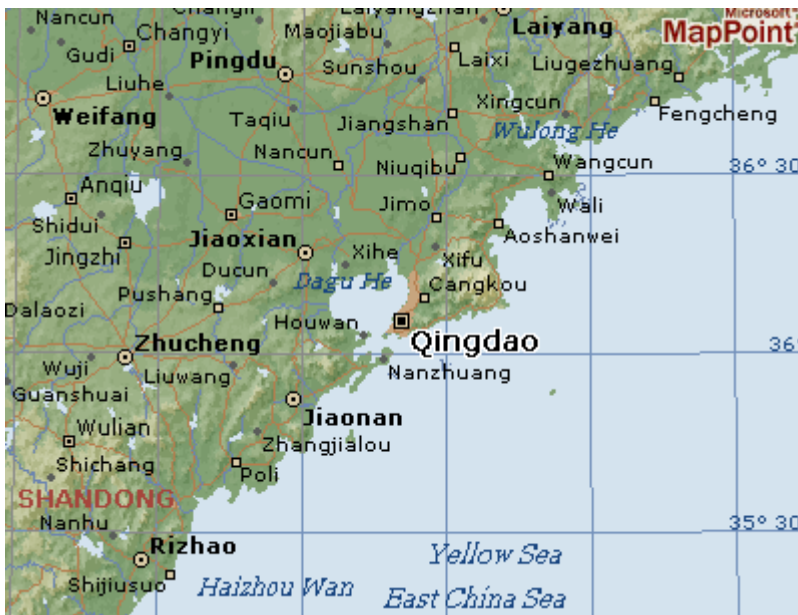 Microsoft
MapPoint
Nancun
Changyi
Gudi
Maojiabu
Laiyang
Pingdu
Sunshou
Laixi
Liugezhuang
Liuhe
Weifang
Taqiu
Jiangshan
Xingcun
Fengcheng
Wulong He
Zhuyang
Nancun
Niuqibu
Wangcun
36° 30
Anqiu
Gaomi
Jimo
Wali
Shidui
Jiaoxian
Aoshanwei
Jingzhi
Xihe
Xifu
Ducun
Dagu He
Cangkou
Dalaozi
Pushang
Houwan
Qingdao
Zhucheng
36°
Wuji
Liuwang
Nanzhuang
Guanshuai
Jiaonan
Wulian
Zhangjialou
Shichang
Poli
SHANDONG
Nanhu
35° 30
Rizhao
Yellow Sea
Shijiusuo
Haizhou Wan
East China Sea